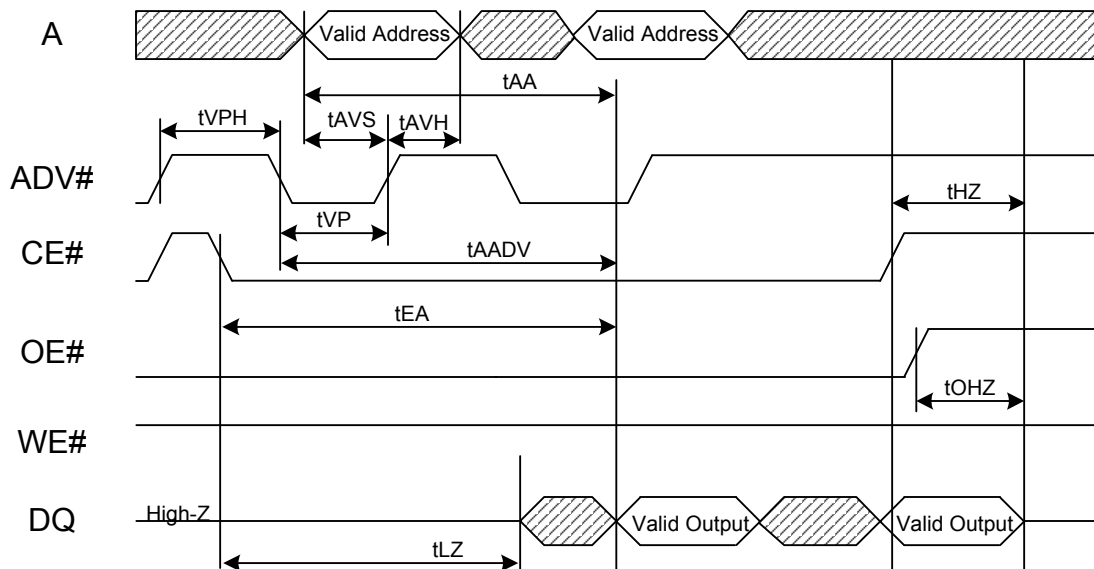 A
Valid Address
Valid Address
tAA
tVPH
tAVS
tAVH
ADV#
tHZ
tVP
CE#
tAADV
tEA
OE#
tOHZ
WE#
DQ
High-Z
Valid Output
Valid Output
tLZ